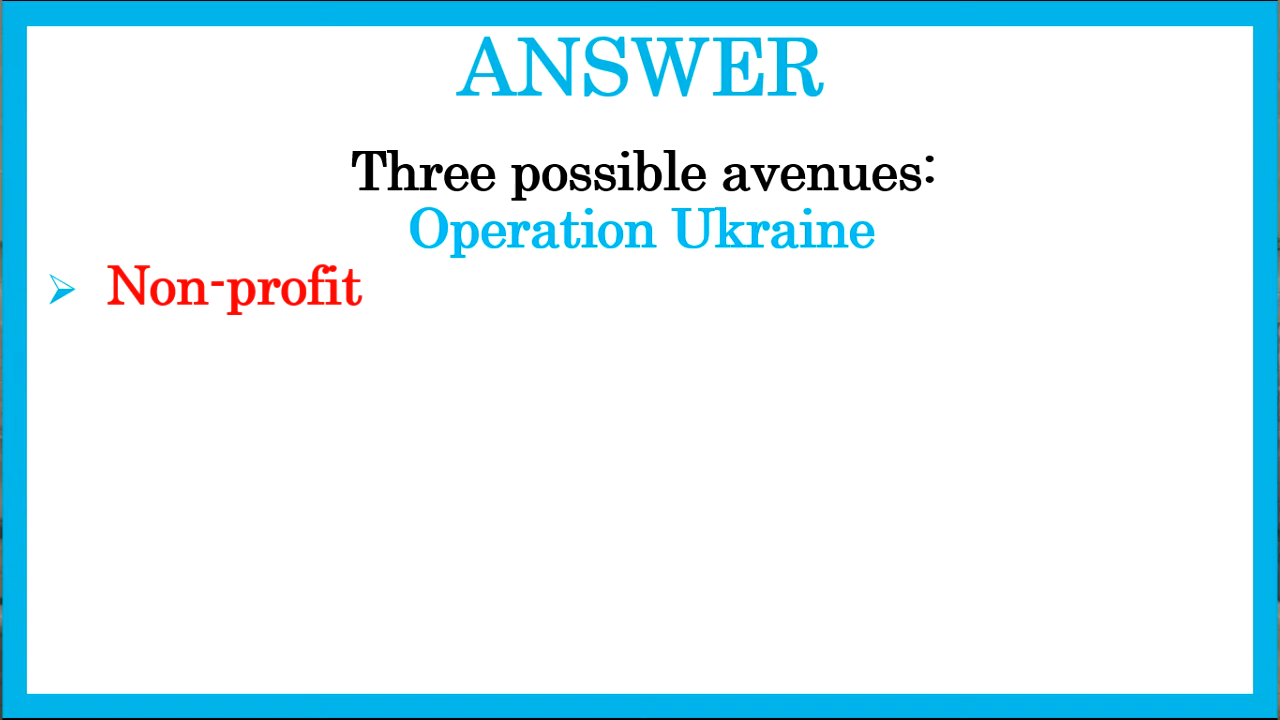 ANSWER
Three possible avenues:
Operation Ukraine
➢ Non-profit